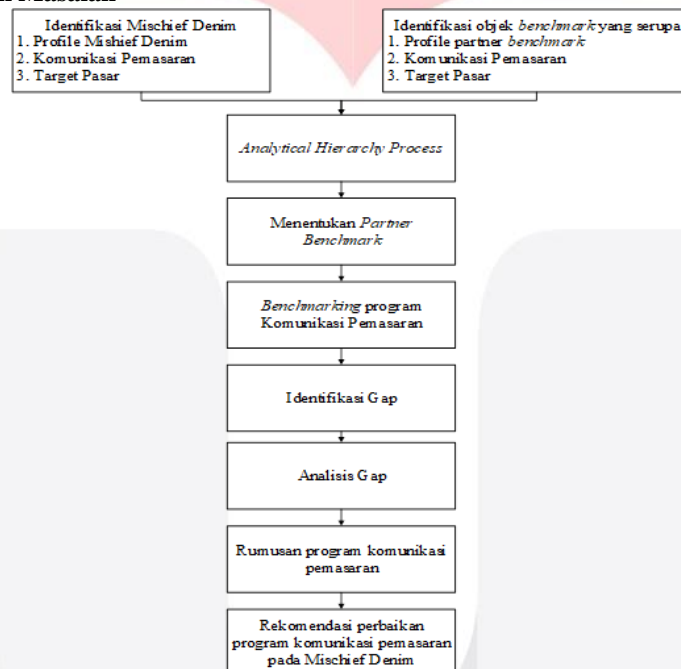 Identifikasi Mischief Denim
1. Profile Mishief Denim
2. Komunikasi Pemasaran
3. Target Pasar
Identifikasi objek benchmark yang serupa
1. Profile partner benchmark
2. Komunikasi Pemasaran
3. Target Pasar
Analytical Hierarchy Process
Menentukan Partner
Benchmark
Benchmarking program
Komunikasi Pemasaran
Identifikasi Gap
Analisis Gap
Rumusan program komunikasi
pemasaran
Rekomendasi perbaikan
program komunikasi pemasaran
pada Mischief Denim